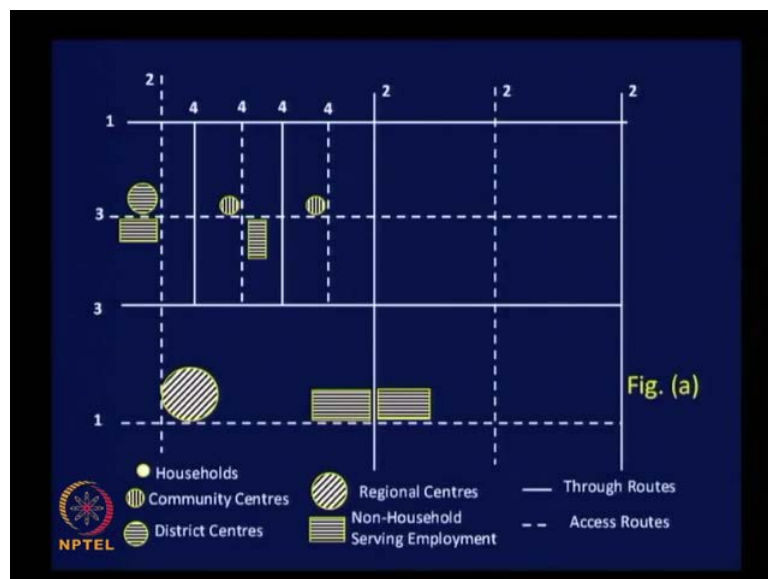 2
4 4 4 4
2
2
2
1
3
3
Fig. (a)
1
Households
Community Centres
District Centres
Regional Centres
Non-Household
Serving Employment
Through Routes
Access Routes
NPTEL